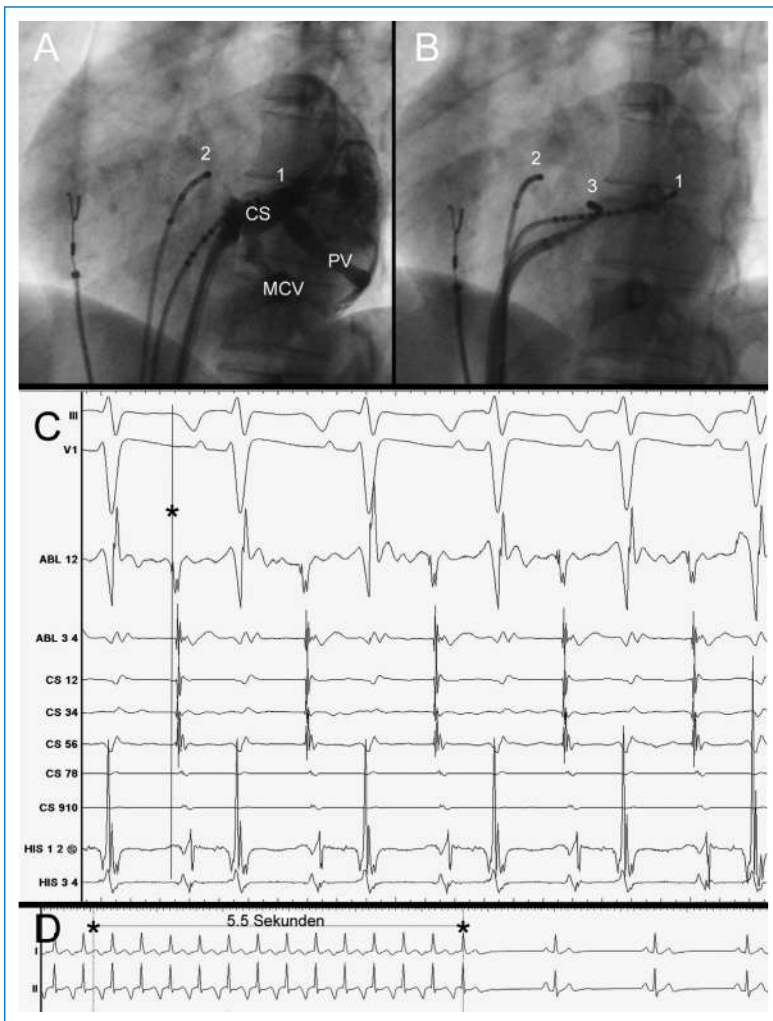 A
B
2
1
CS
PV
MCV
2
3
1
C
III
V1
*
ABL 12
ABL 3 4
CS 12
CS 34
CS 56
CS 78
CS 910
HIS 1 2
HIS 3 4
D
* 5.5 Sekunden *
I
II